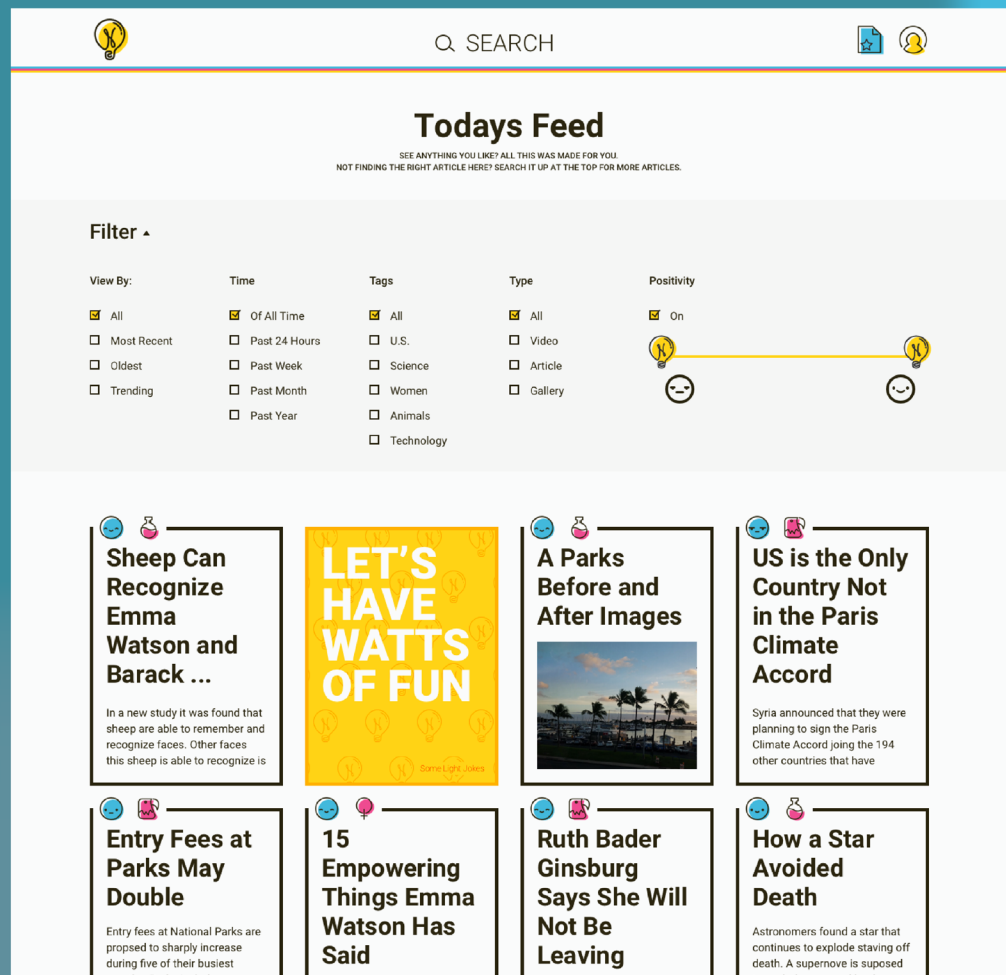 SEARCH
Todays Feed
SEE ANYTHING YOU LIKE? ALL THIS WAS MADE FOR YOU.
NOT FINDING THE RIGHT ARTICLE HERE? SEARCH IT UP AT THE TOP FOR MORE ARTICLES.
Filter
View By:
All
Most Recent
Oldest
Trending
Time
Of All Time
Past 24 Hours
Past Week
Past Month
Past Year
Tags
All
U.S.
Science
Women
Animals
Technology
Type
All
Video
Article
Gallery
Positivity
On
Sheep Can
Recognize
Emma
Watson and
Barack ...
In a new study it was found that
sheep are able to remember and
recognize faces. Other faces
this sheep is able to recognize is
LET'S
HAVE
WATTS
OF FUN
Some Light Jokes
A Parks
Before and
After Images
US is the Only
Country Not
in the Paris
Climate
Accord
Syria announced that they were
planning to sign the Paris
Climate Accord joing the 194
other countries that have
Entry Fees at
Parks May
Double
Entry fees at National Parks are
propsed to sharply increase
during five of their busiest
15
Empowering
Things Emma
Watson Has
Said
Ruth Bader
Ginsburg
Says She Will
Not Be
Leaving
How a Star
Avoided
Death
Astronomers found a star that
continues to explode staving off
death. A supernove is suposed